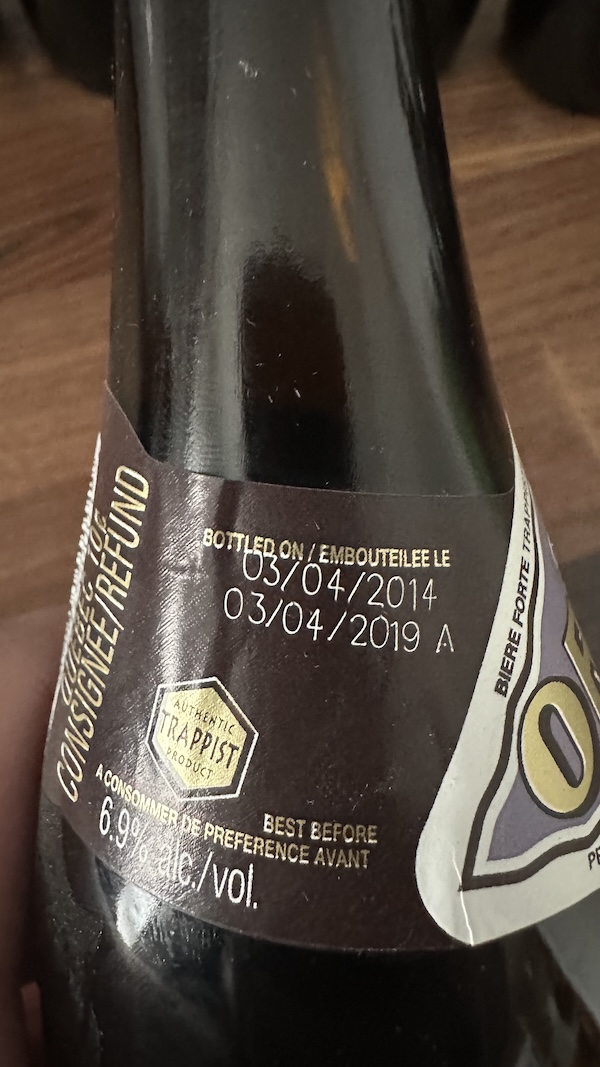 BOTTLED ON / EMBOUTEILEE LE
03/04/2014
03/04/2019 A
CONSIGNÉE/REFUND
AUTHENTIC
TRAPPIST
PRODUCT
BEST BEFORE
A CONSOMMER DE PREFERENCE AVANT
6.9% alc./vol.
BIERE FORTE
O